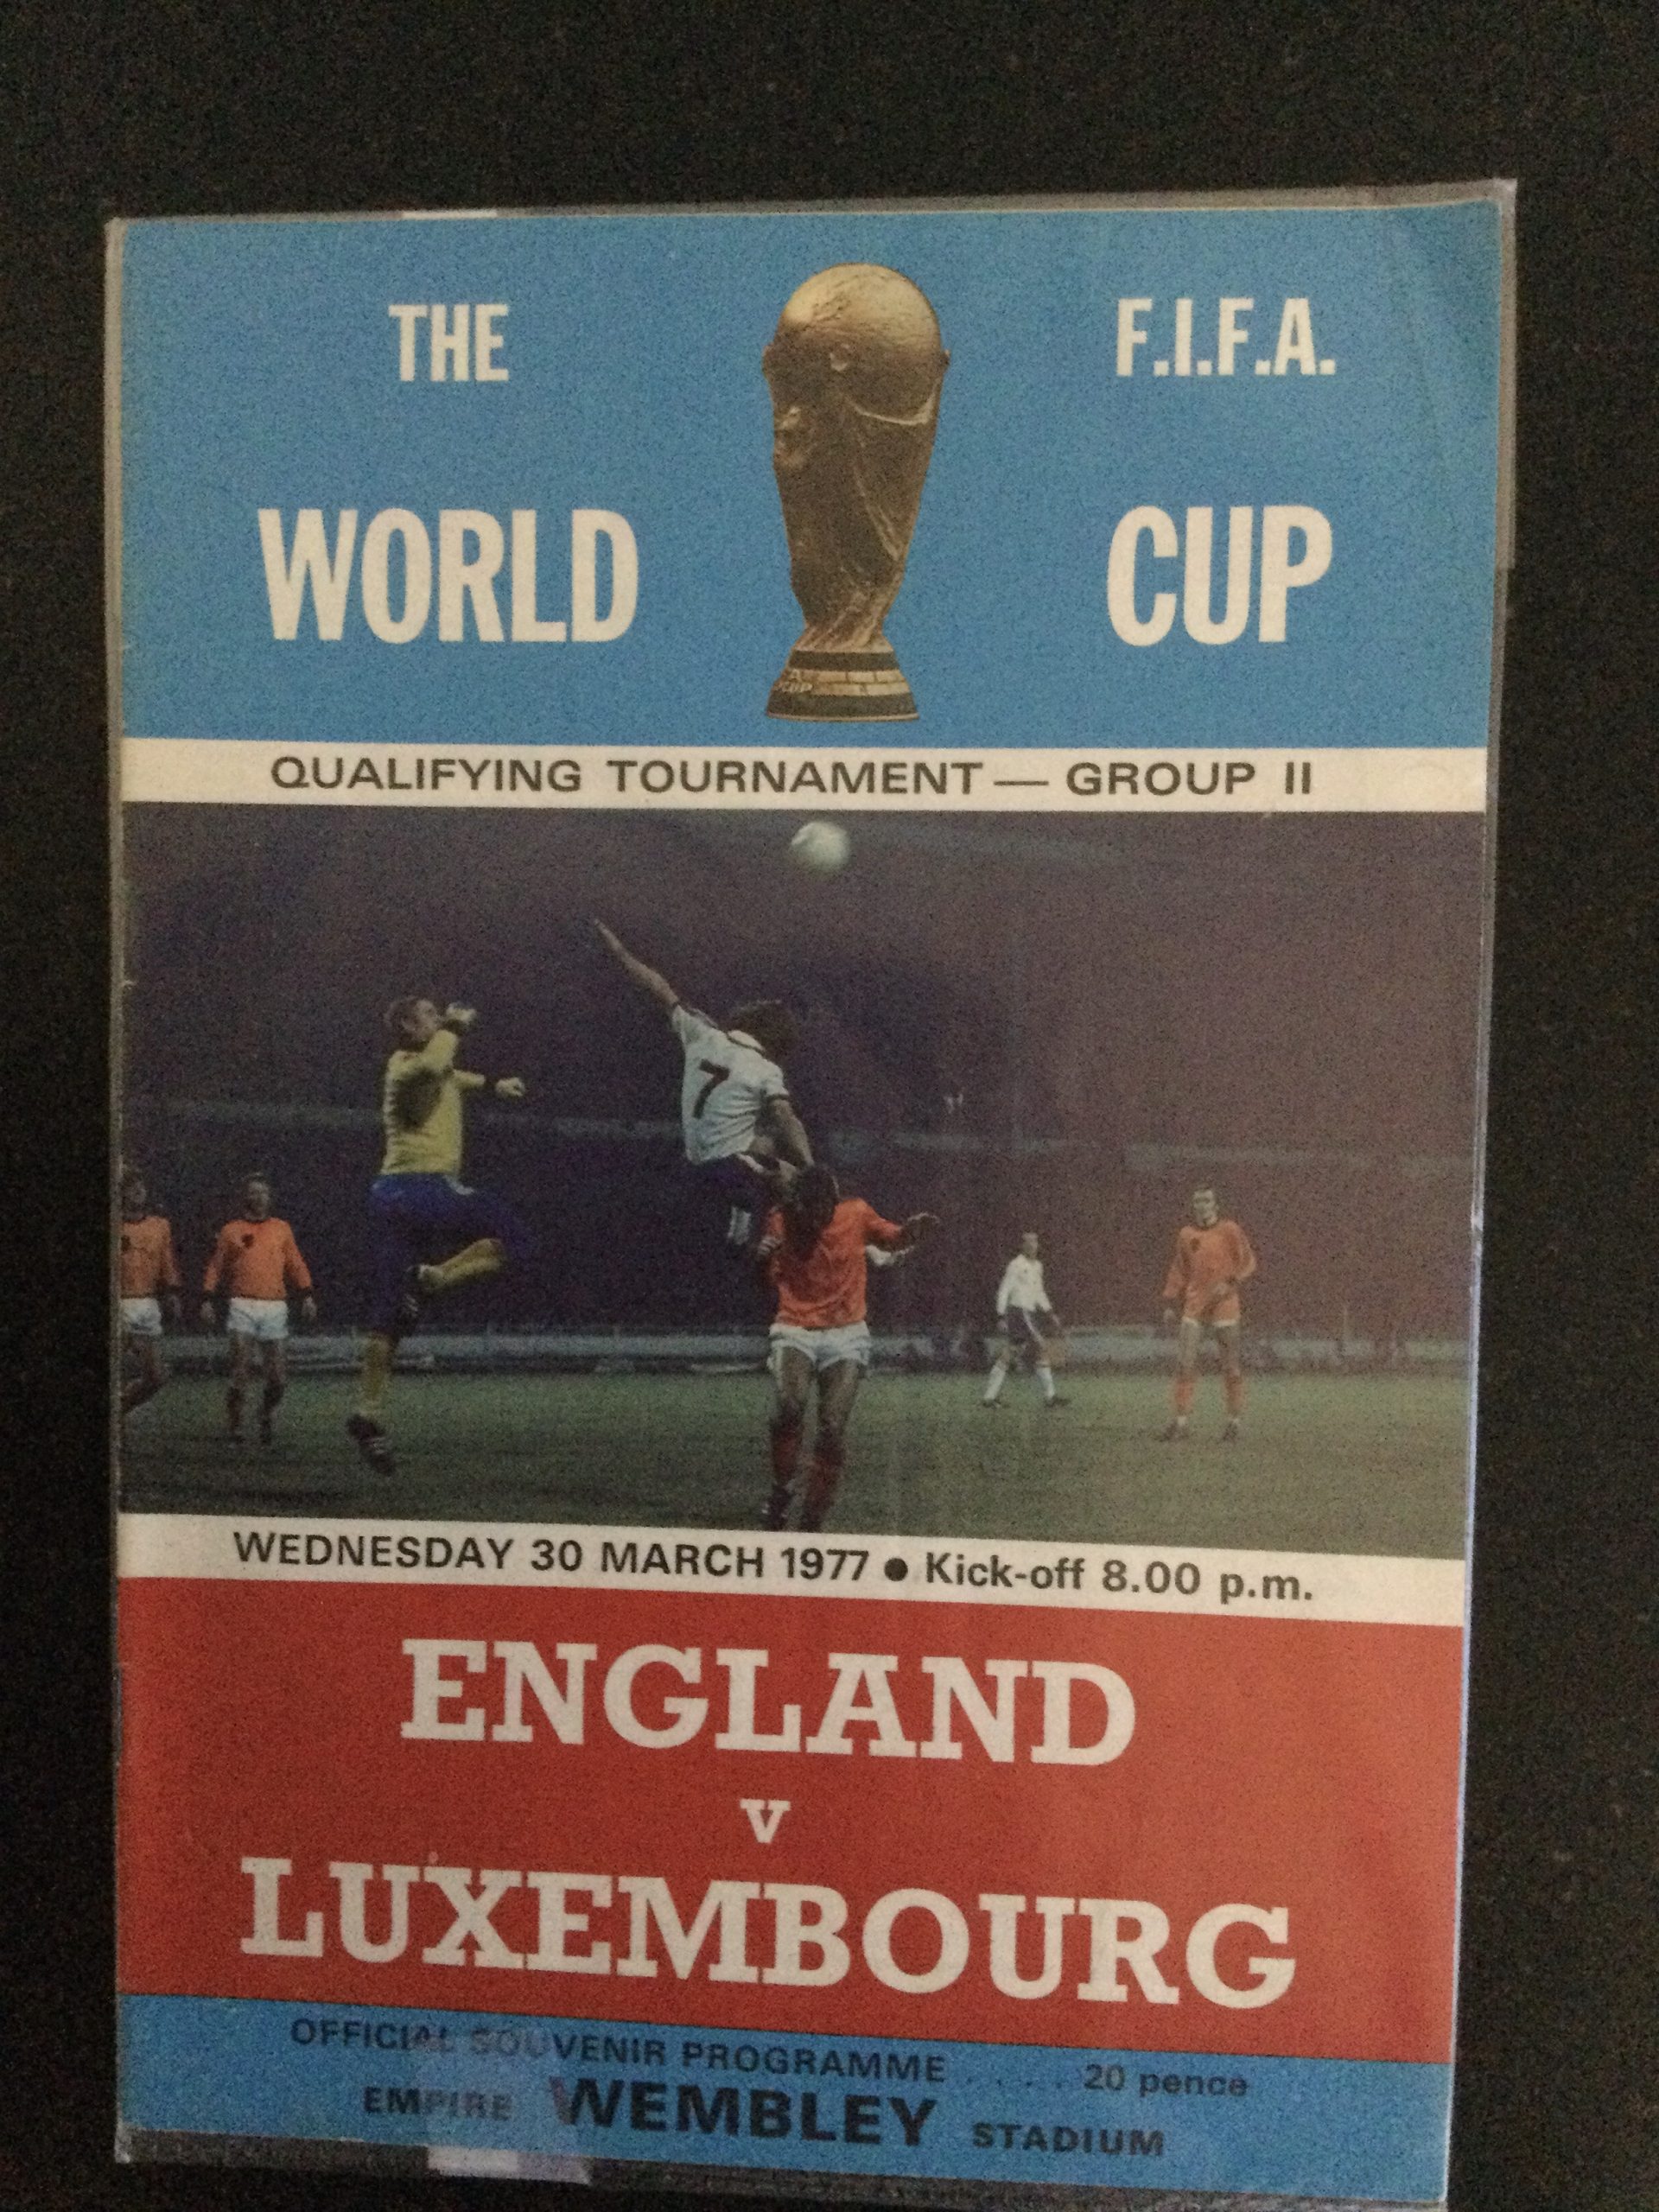 THE F.I.F.A.
WORLD CUP
QUALIFYING TOURNAMENT — GROUP II
7
WEDNESDAY 30 MARCH 1977 ● Kick-off 8.00 p.m.
ENGLAND
v
LUXEMBOURG
OFFICIAL SOUVENIR PROGRAMME . . . . . 20 pence
EMPIRE WEMBLEY STADIUM